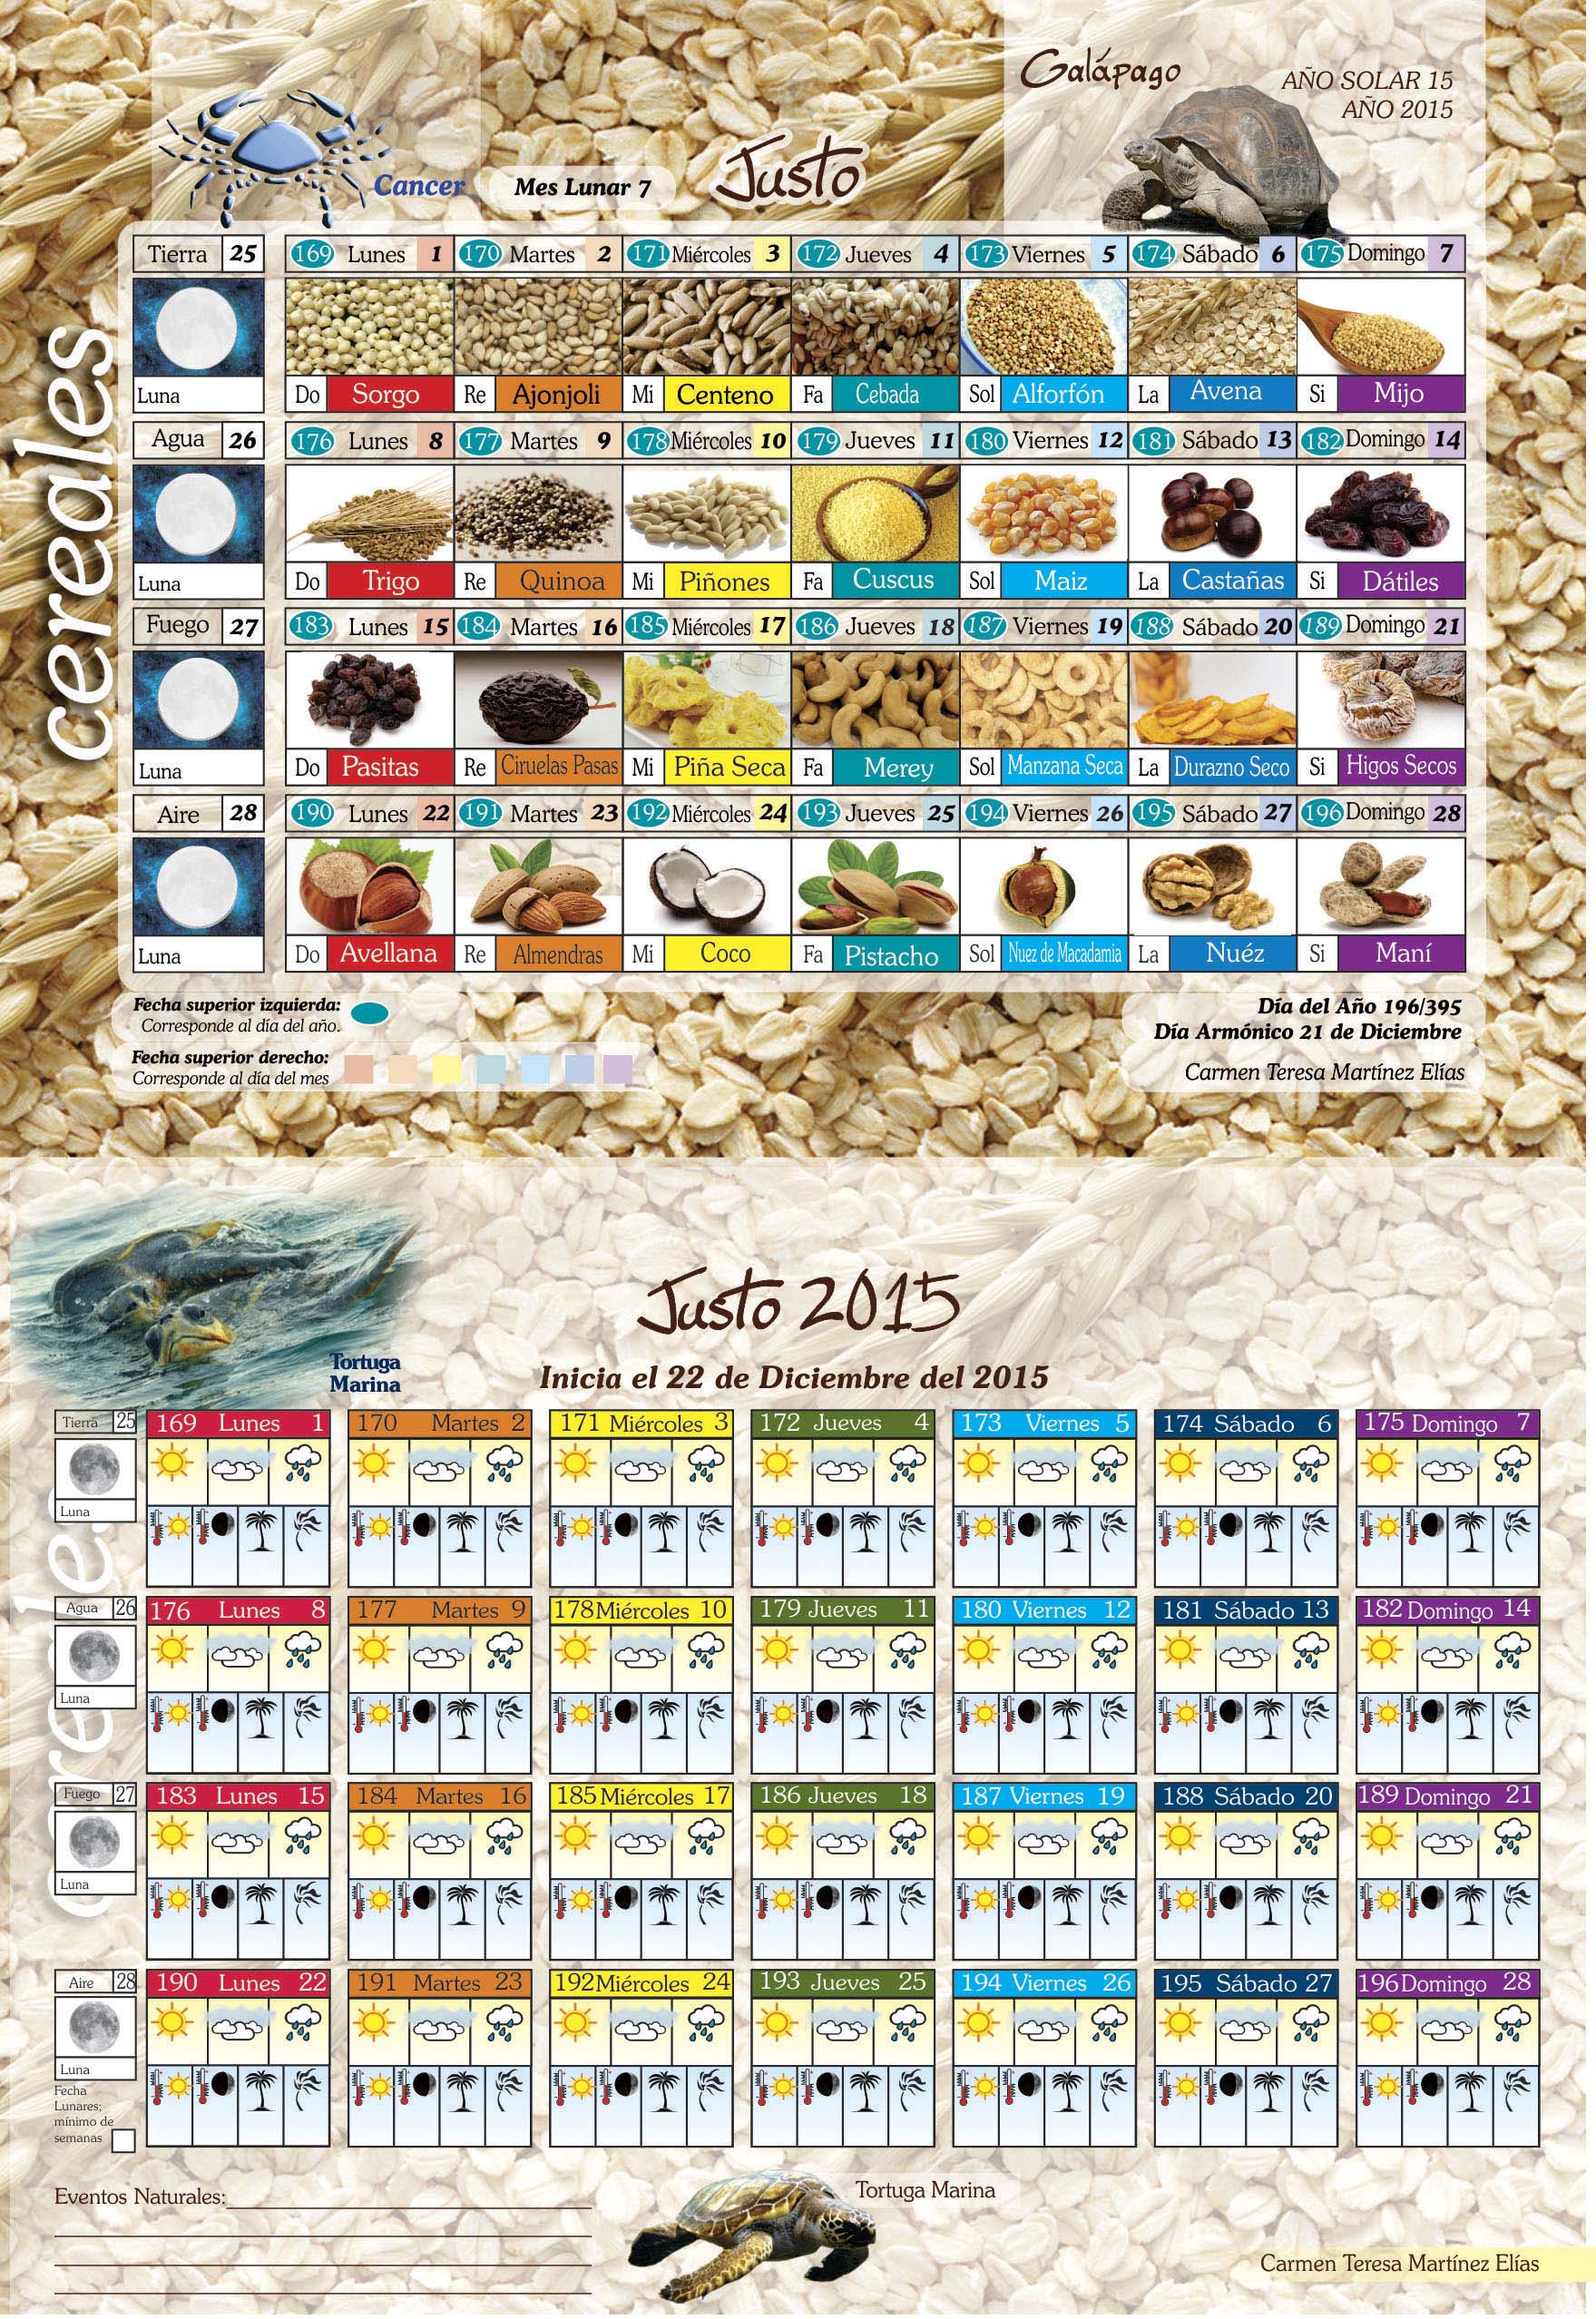 Galápago
AÑO SOLAR 15
AÑO 2015
Cancer
Mes Lunar 7
Justo
cereales
Tierra 25 169 Lunes 1 170 Martes 2 171 Miércoles 3 172 Jueves 4 173 Viernes 5 174 Sábado 6 175 Domingo 7
Luna Do Sorgo Re Ajonjoli Mi Centeno Fa Cebada Sol Alforfón La Avena Si Mijo
Agua 26 176 Lunes 8 177 Martes 9 178 Miércoles 10 179 Jueves 11 180 Viernes 12 181 Sábado 13 182 Domingo 14
Luna Do Trigo Re Quinoa Mi Piñones Fa Cuscus Sol Maiz La Castañas Si Dátiles
Fuego 27 183 Lunes 15 184 Martes 16 185 Miércoles 17 186 Jueves 18 187 Viernes 19 188 Sábado 20 189 Domingo 21
Luna Do Pasitas Re Ciruelas Pasas Mi Piña Seca Fa Merey Sol Manzana Seca La Durazno Seco Si Higos Secos
Aire 28 190 Lunes 22 191 Martes 23 192 Miércoles 24 193 Jueves 25 194 Viernes 26 195 Sábado 27 196 Domingo 28
Luna Do Avellana Re Almendras Mi Coco Fa Pistacho Sol Nuez de Macadamia La Nuéz Si Maní
Fecha superior izquierda:
Corresponde al día del año.
Fecha superior derecho:
Corresponde al día del mes
Día del Año 196/395
Día Armónico 21 de Diciembre
Carmen Teresa Martínez Elías
Tortuga
Marina
Justo 2015
Inicia el 22 de Diciembre del 2015
cereales
Tierra 25 169 Lunes 1 170 Martes 2 171 Miércoles 3 172 Jueves 4 173 Viernes 5 174 Sábado 6 175 Domingo 7
Luna
Agua 26 176 Lunes 8 177 Martes 9 178 Miércoles 10 179 Jueves 11 180 Viernes 12 181 Sábado 13 182 Domingo 14
Luna
Fuego 27 183 Lunes 15 184 Martes 16 185 Miércoles 17 186 Jueves 18 187 Viernes 19 188 Sábado 20 189 Domingo 21
Luna
Aire 28 190 Lunes 22 191 Martes 23 192 Miércoles 24 193 Jueves 25 194 Viernes 26 195 Sábado 27 196 Domingo 28
Luna
Fecha
Lunares;
mínimo de
semanas
Eventos Naturales:
Tortuga Marina
Carmen Teresa Martínez Elías